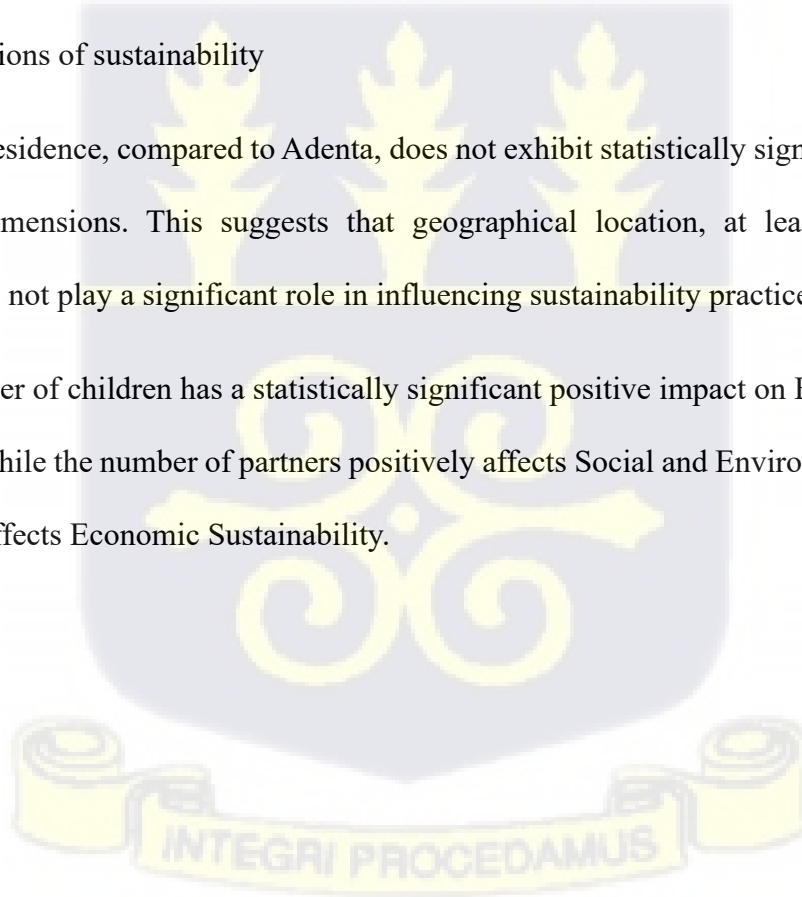 ions of sustainability
esidence, compared to Adenta, does not exhibit statistically sign
mensions. This suggests that geographical location, at lea
not play a significant role in influencing sustainability practice
er of children has a statistically significant positive impact on E
hile the number of partners positively affects Social and Enviro
ffects Economic Sustainability.
INTEGRI PROCEDAMUS